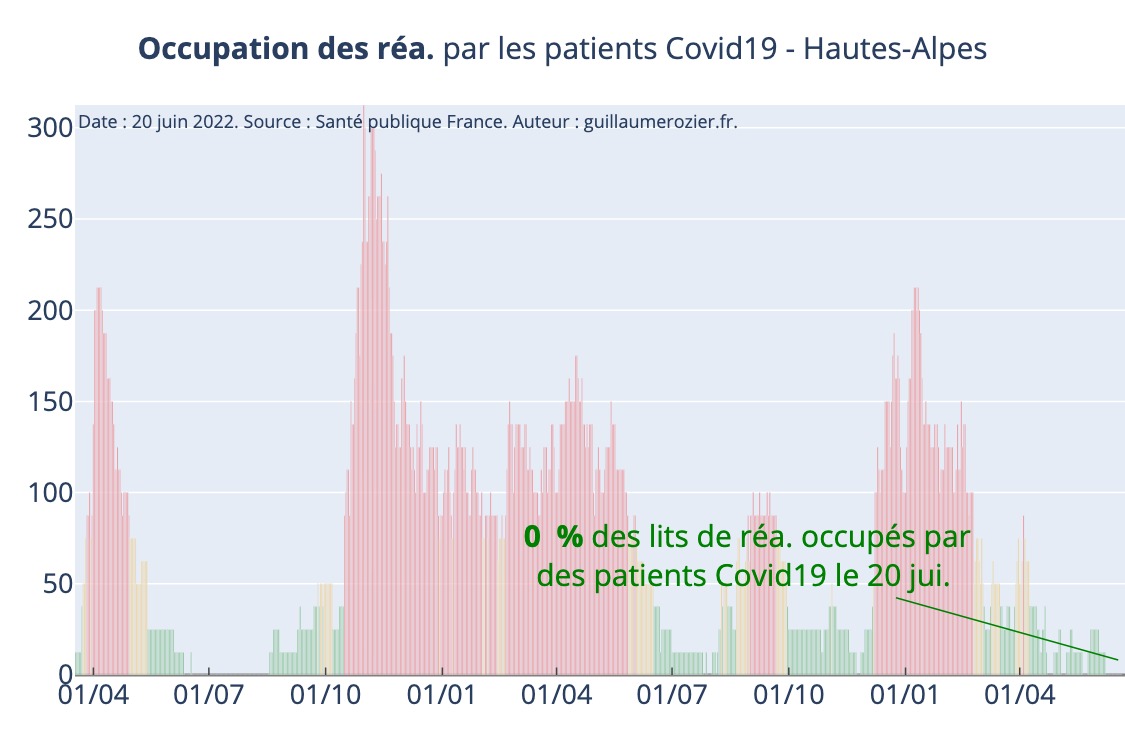 Occupation des réa. par les patients Covid19 - Hautes-Alpes
Date : 20 juin 2022. Source : Santé publique France. Auteur : guillaumerozier.fr.
300
250
200
150
100
50
0
0 % des lits de réa. occupés par
des patients Covid19 le 20 jui.
01/04 01/07 01/10 01/01 01/04 01/07 01/10 01/01 01/04